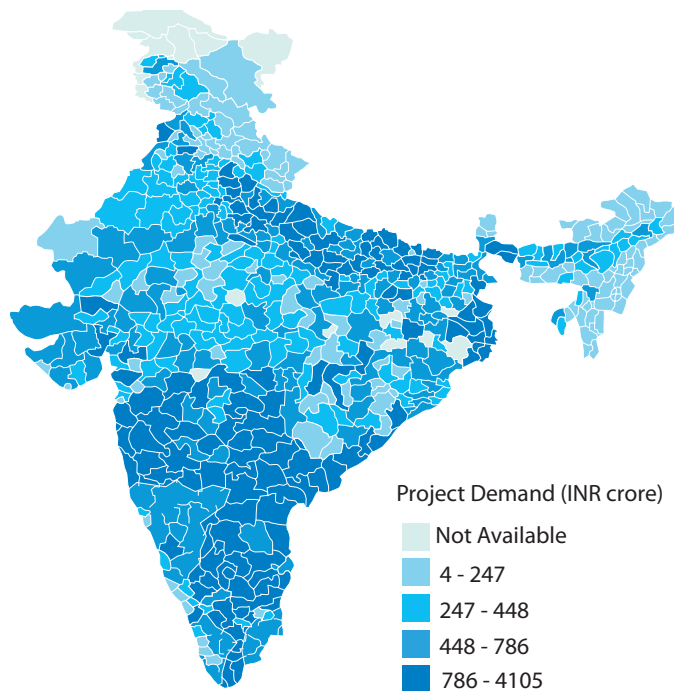 Project Demand (INR crore)
Not Available
4 - 247
247 - 448
448 - 786
786 - 4105